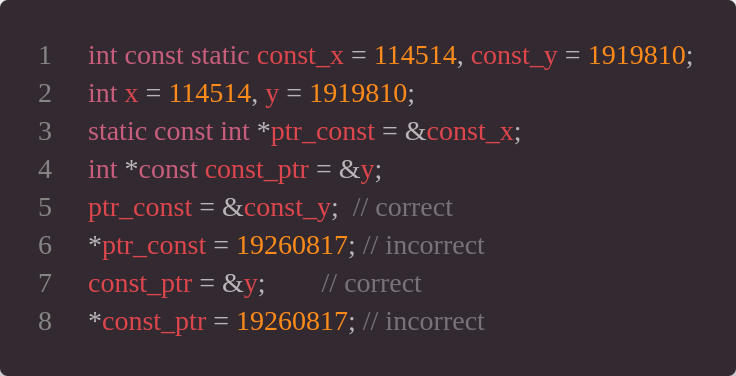 1 int const static const_x = 114514, const_y = 1919810;
2 int x = 114514, y = 1919810;
3 static const int *ptr_const = &const_x;
4 int *const const_ptr = &y;
5 ptr_const = &const_y;  // correct
6 *ptr_const = 19260817; // incorrect
7 const_ptr = &y;        // correct
8 *const_ptr = 19260817; // incorrect